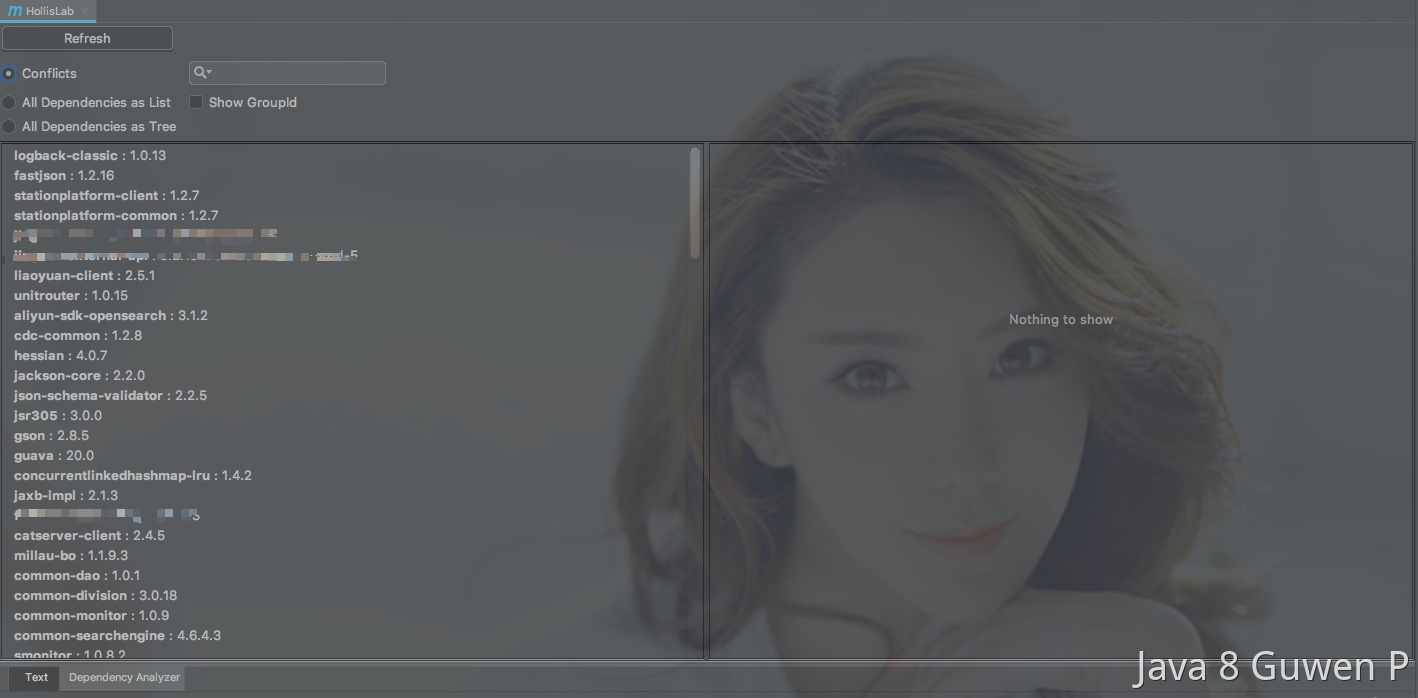 HollisLab
Refresh
Conflicts
All Dependencies as List
Show GroupId
All Dependencies as Tree
logback-classic : 1.0.13
fastjson : 1.2.16
stationplatform-client : 1.2.7
stationplatform-common : 1.2.7
liaoyuan-client : 2.5.1
unitrouter : 1.0.15
aliyun-sdk-opensearch : 3.1.2
cdc-common : 1.2.8
hessian : 4.0.7
jackson-core : 2.2.0
json-schema-validator : 2.2.5
jsr305 : 3.0.0
gson : 2.8.5
guava : 20.0
concurrentlinkedhashmap-lru : 1.4.2
jaxb-impl : 2.1.3
catserver-client : 2.4.5
millau-bo : 1.1.9.3
common-dao : 1.0.1
common-division : 3.0.18
common-monitor : 1.0.9
common-searchengine : 4.6.4.3
smonitor : 1.0.8.2
Nothing to show
Text
Dependency Analyzer
Java 8 Guwen P